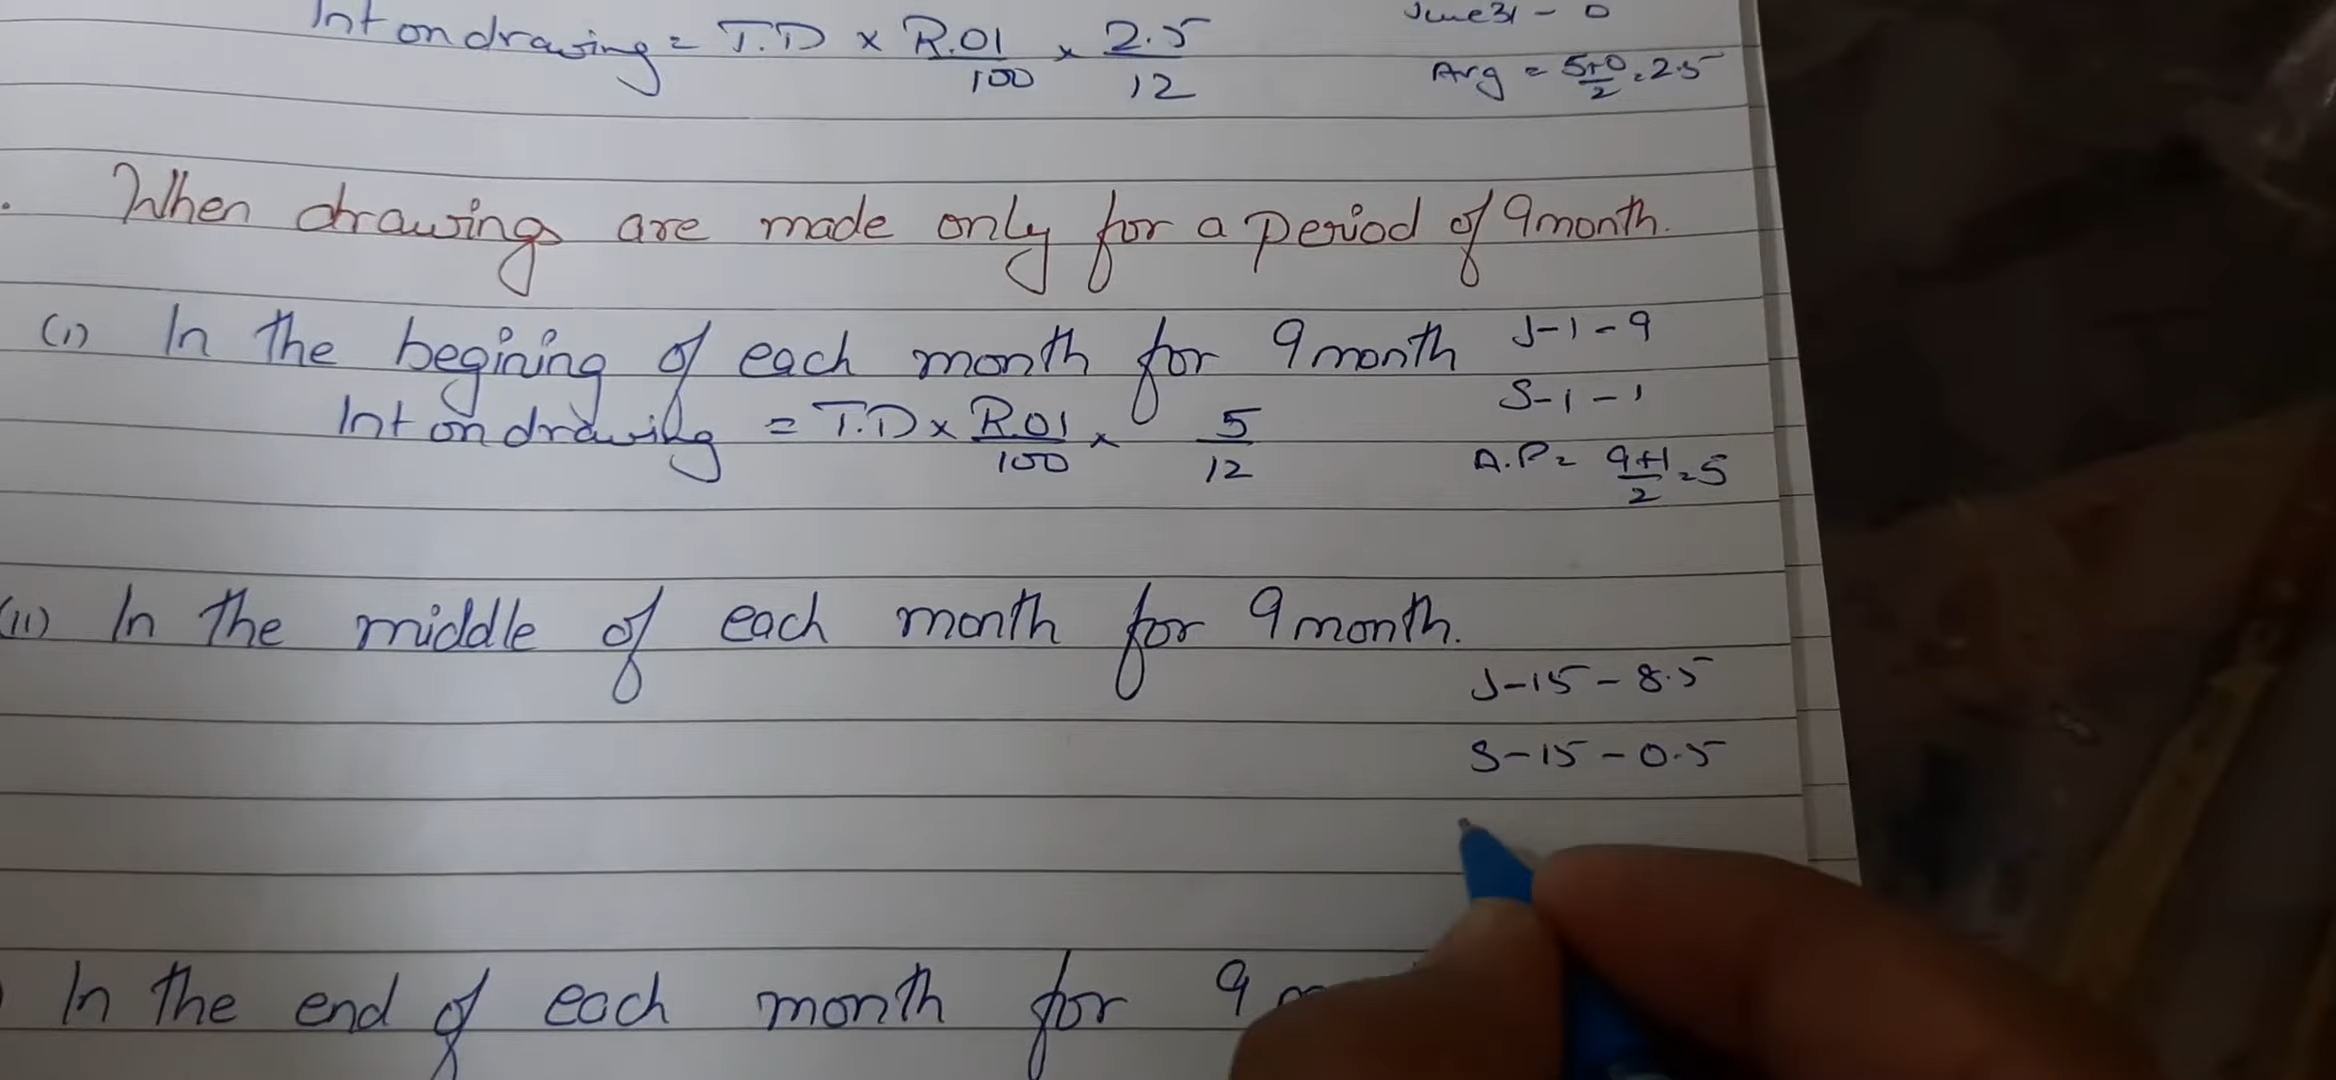 Int on drawing = T.D x R.OI/100 x 2.5/12
June 31 - 0
Avg = 5+0/2 = 2.5
. When drawings are made only for a period of 9 month.
(i) In the begining of each month for 9 month
J-1-9
S-1-1
Int on drawing = T.D x R.OI/100 x 5/12
A.P = 9+1/2 = 5
(ii) In the middle of each month for 9 month.
J-15-8.5
S-15-0.5
In the end of each month for 9